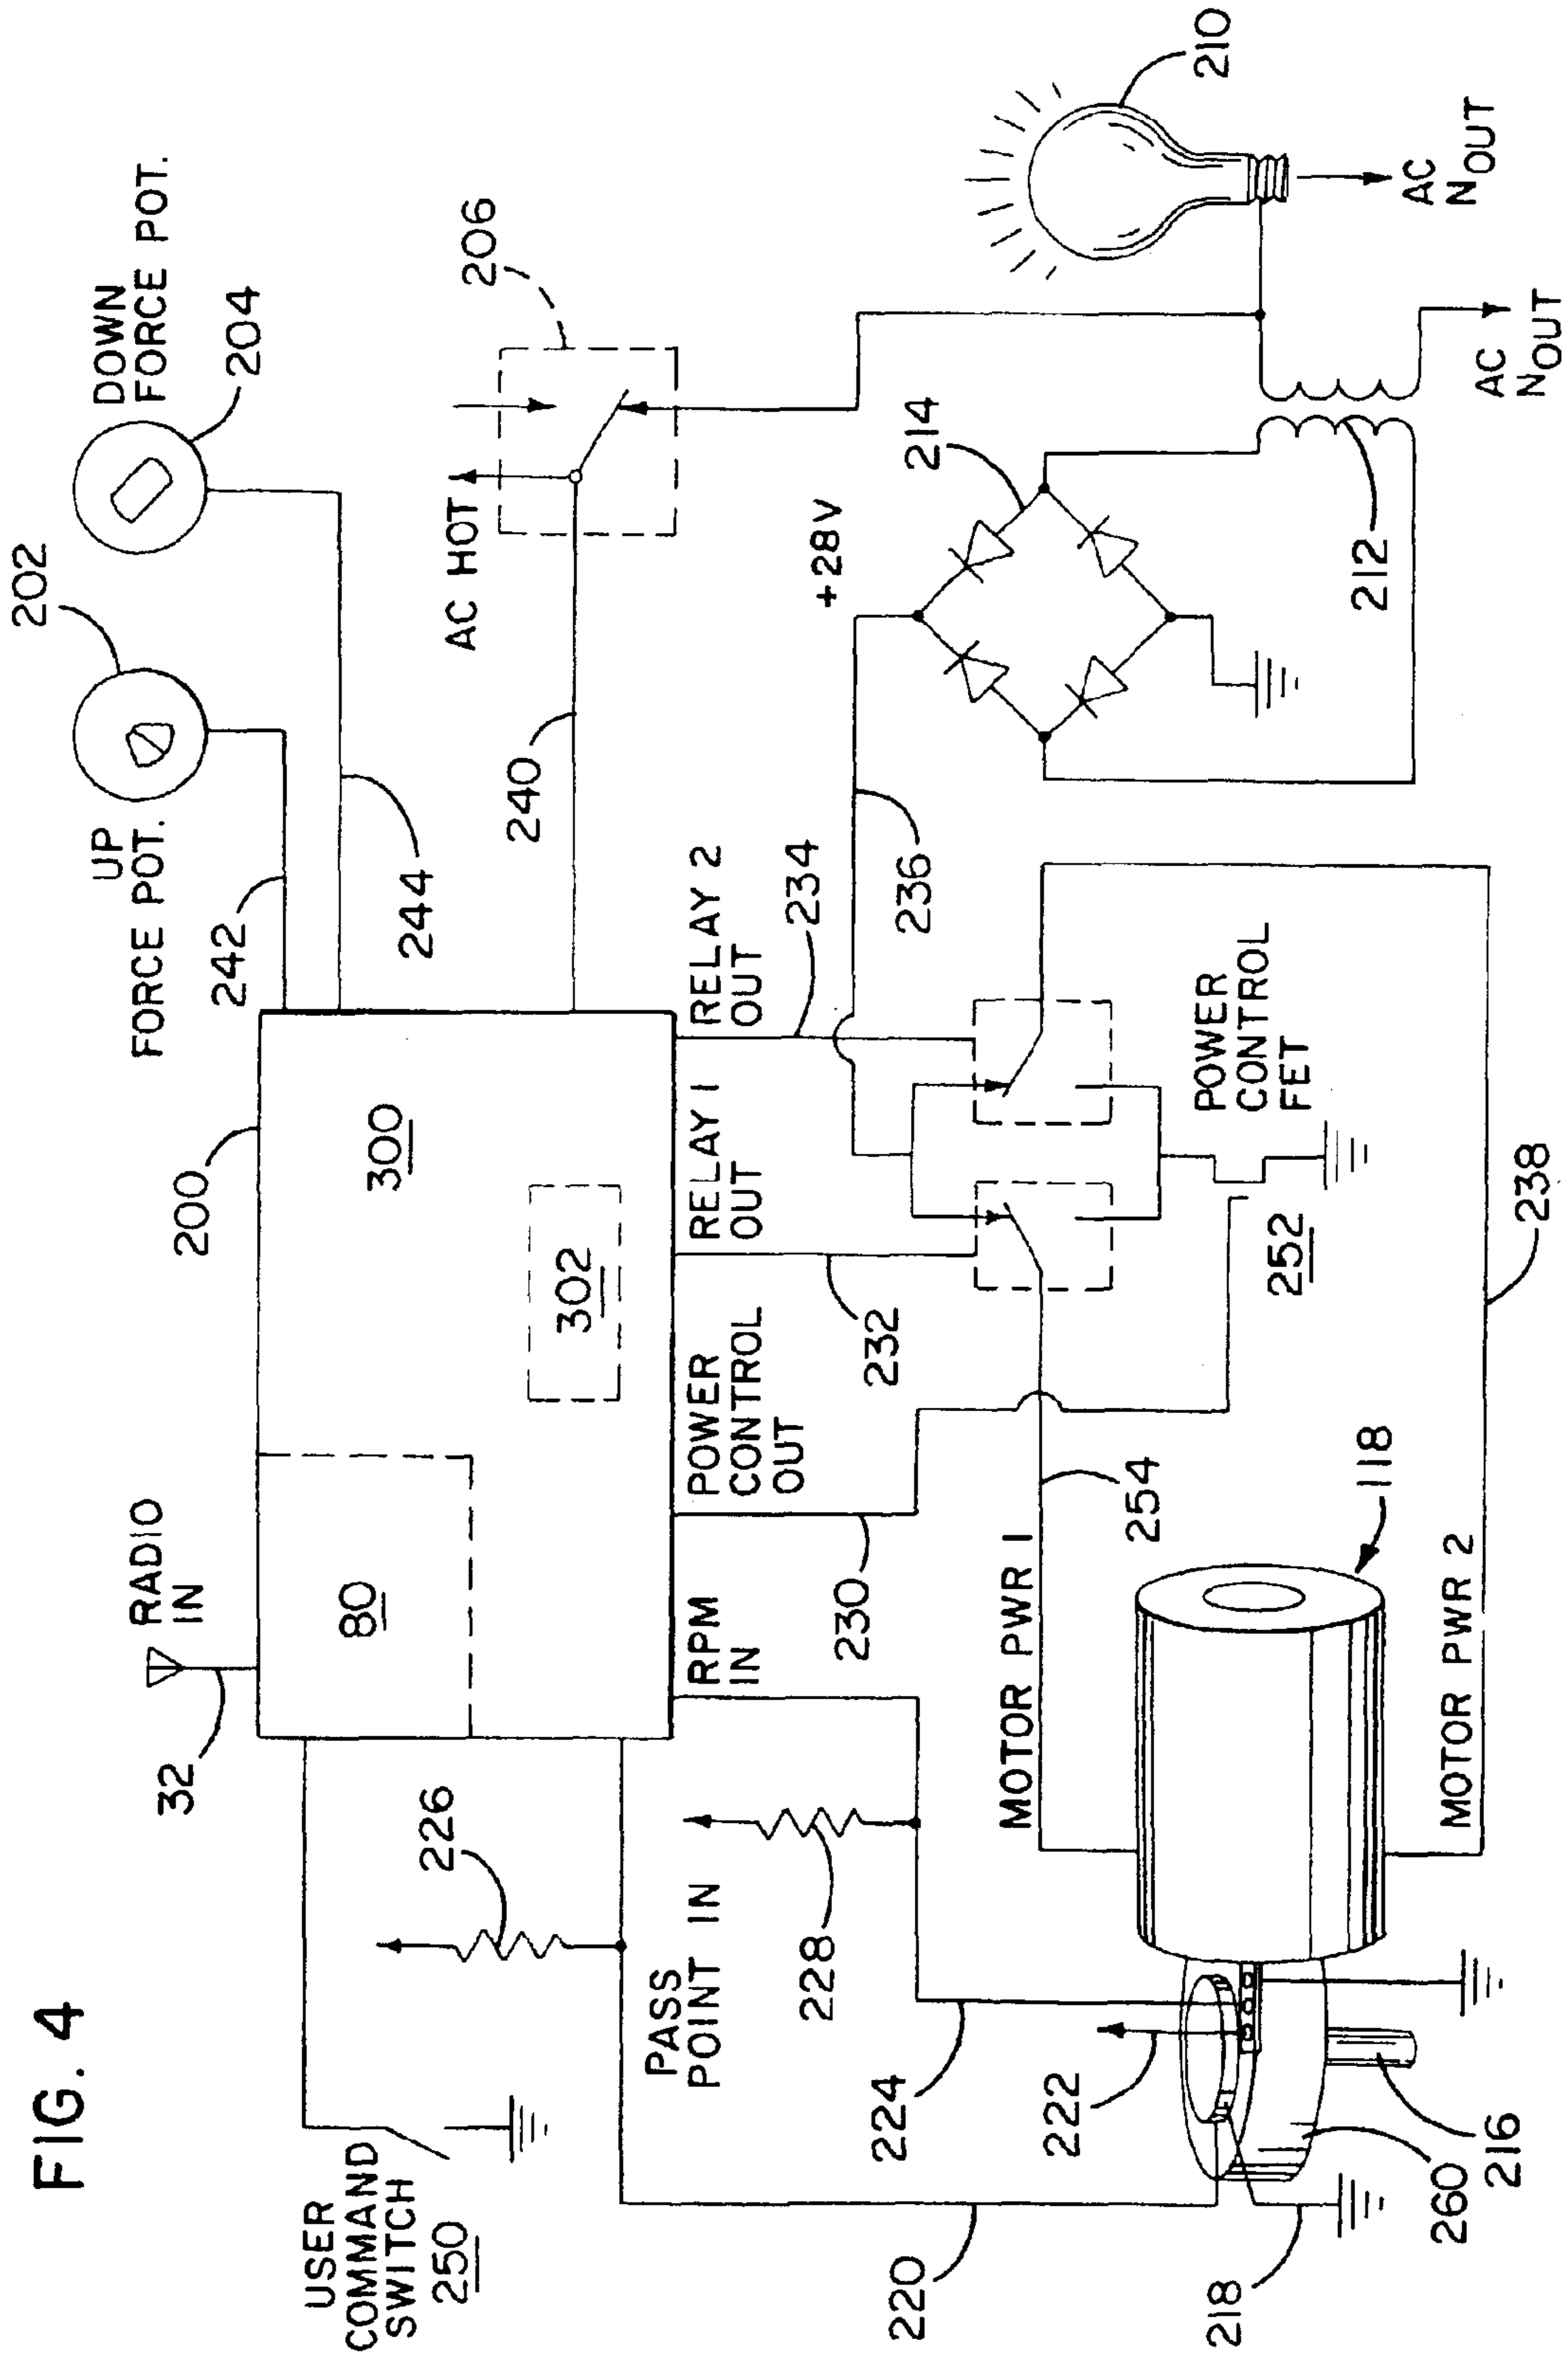 FIG. 4
USER
COMMAND
SWITCH
250
32
RADIO
IN
80
200
300
302
UP
FORCE POT.
202
DOWN
FORCE POT.
204
242
244
240
AC HOT
206
226
PASS
POINT IN
228
RPM
IN
POWER
CONTROL
OUT
RELAY 1
OUT
RELAY 2
OUT
230
232
234
236
+28V
214
212
210
AC
NOUT
AC
NOUT
220
218
224
222
260
216
MOTOR PWR 1
254
118
MOTOR PWR 2
POWER
CONTROL
FET
252
238